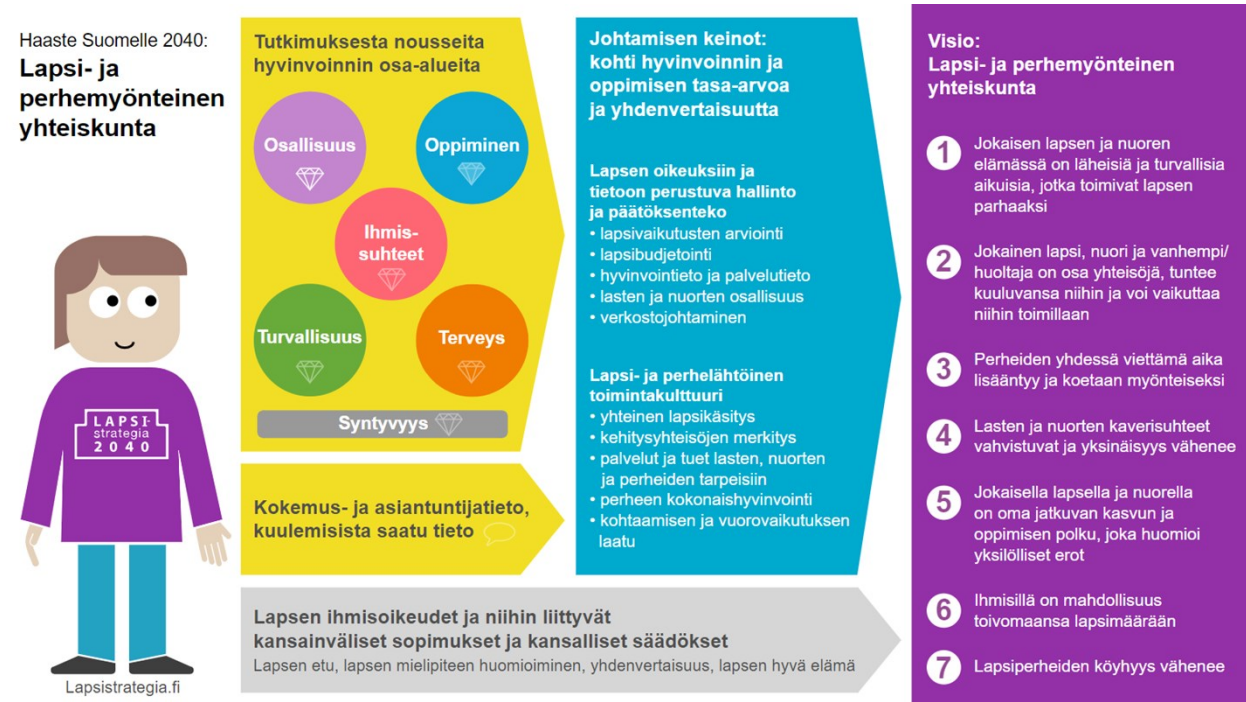 Haaste Suomelle 2040:
Lapsi- ja
perhemyönteinen
yhteiskunta
LAPSI-
strategia
2040
Lapsistrategia.fi
Tutkimuksesta nousseita
hyvinvoinnin osa-alueita
Osallisuus
Oppiminen
Ihmis-
suhteet
Turvallisuus
Terveys
Syntyvyys
Kokemus- ja asiantuntijatieto,
kuulemisista saatu tieto
Johtamisen keinot:
kohti hyvinvoinnin ja
oppimisen tasa-arvoa
ja yhdenvertaisuutta
Lapsen oikeuksiin ja
tietoon perustuva hallinto
ja päätöksenteko
• lapsivaikutusten arviointi
• lapsibudjetointi
• hyvinvointieto ja palvelutieto
• lasten ja nuorten osallisuus
• verkostojohtaminen
Lapsi- ja perhelähtöinen
toimintakulttuuri
• yhteinen lapsikäsitys
• kehitysyhteisöjen merkitys
• palvelut ja tuet lasten, nuorten
ja perheiden tarpeisiin
• perheen kokonaishyvinvointi
• kohtaamisen ja vuorovaikutuksen
laatu
Lapsen ihmisoikeudet ja niihin liittyvät
kansainväliset sopimukset ja kansalliset säädökset
Lapsen etu, lapsen mielipiteen huomioiminen, yhdenvertaisuus, lapsen hyvä elämä
Visio:
Lapsi- ja perhemyönteinen
yhteiskunta
1 Jokaisen lapsen ja nuoren
elämässä on läheisiä ja turvallisia
aikuisia, jotka toimivat lapsen
parhaaksi
2 Jokainen lapsi, nuori ja vanhempi/
huoltaja on osa yhteisöjä, tuntee
kuuluvansa niihin ja voi vaikuttaa
niihin toimillaan
3 Perheiden yhdessä viettämä aika
lisääntyy ja koetaan myönteiseksi
4 Lasten ja nuorten kaverisuhteet
vahvistuvat ja yksinäisyys vähenee
5 Jokaisella lapsella ja nuorella
on oma jatkuvan kasvun ja
oppimisen polku, joka huomioi
yksilölliset erot
6 Ihmisillä on mahdollisuus
toivomaansa lapsimäärään
7 Lapsiperheiden köyhyys vähenee